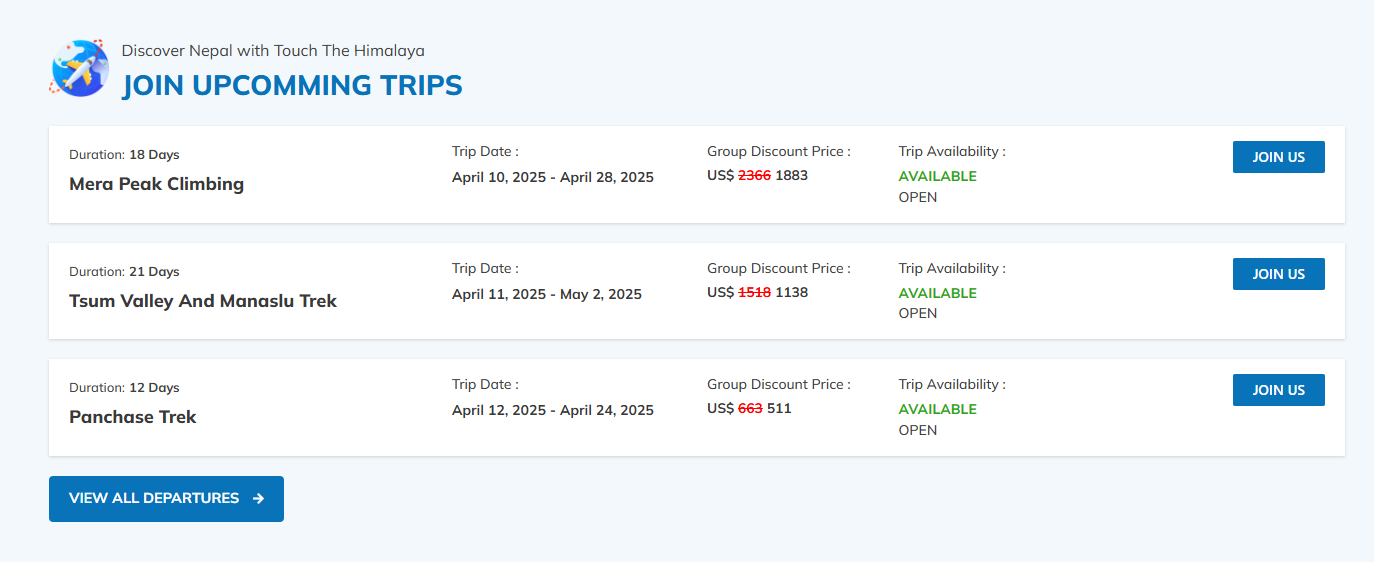 Discover Nepal with Touch The Himalaya
JOIN UPCOMMING TRIPS
Duration: 18 Days
Mera Peak Climbing
Trip Date :
April 10, 2025 - April 28, 2025
Group Discount Price :
US$ 2366 1883
Trip Availability :
AVAILABLE
OPEN
JOIN US
Duration: 21 Days
Tsum Valley And Manaslu Trek
Trip Date :
April 11, 2025 - May 2, 2025
Group Discount Price :
US$ 1518 1138
Trip Availability :
AVAILABLE
OPEN
JOIN US
Duration: 12 Days
Panchase Trek
Trip Date :
April 12, 2025 - April 24, 2025
Group Discount Price :
US$ 663 511
Trip Availability :
AVAILABLE
OPEN
JOIN US
VIEW ALL DEPARTURES →